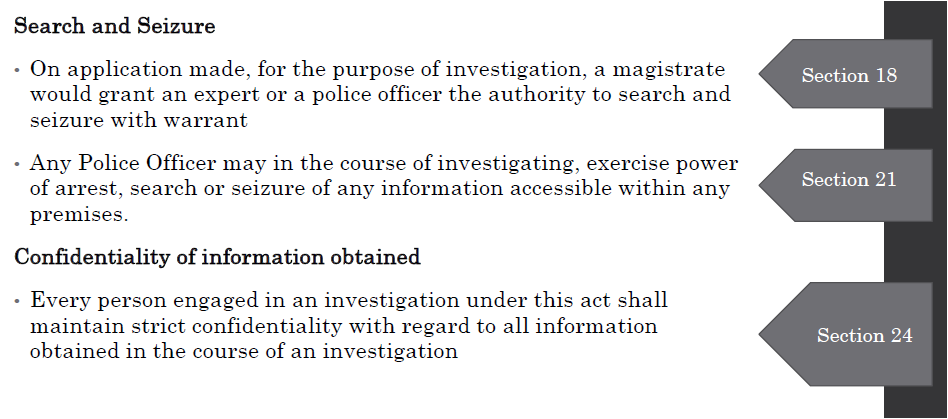 Search and Seizure
• On application made, for the purpose of investigation, a magistrate
would grant an expert or a police officer the authority to search and
seizure with warrant
Section 18
• Any Police Officer may in the course of investigating, exercise power
of arrest, search or seizure of any information accessible within any
premises.
Section 21
Confidentiality of information obtained
• Every person engaged in an investigation under this act shall
maintain strict confidentiality with regard to all information
obtained in the course of an investigation
Section 24